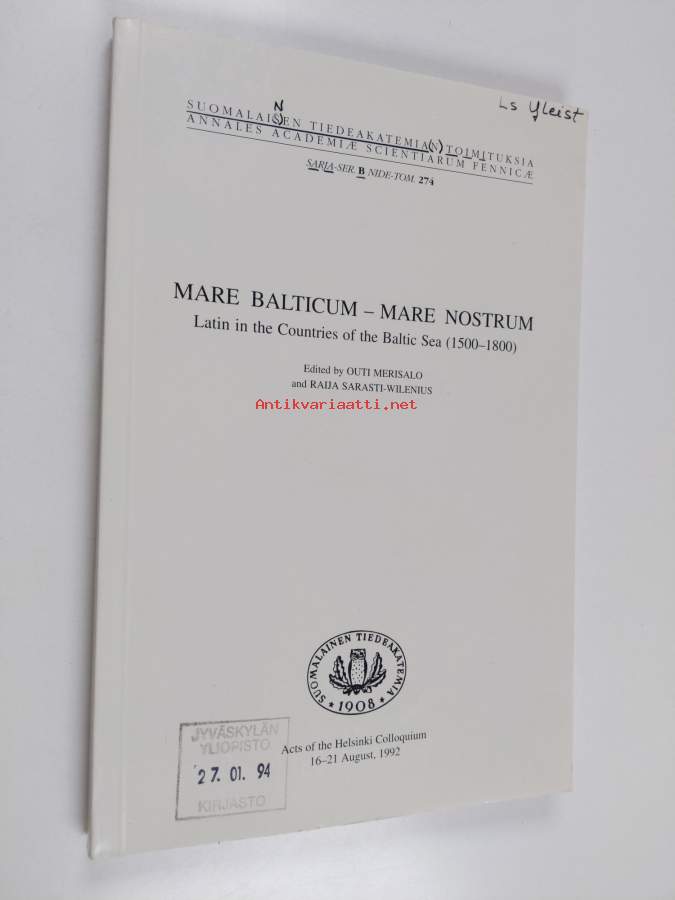 Ls Yleist
N
SUOMALAISEN TIEDEAKATEMIA(N) TOIMITUKSIA
ANNALES ACADEMIÆ SCIENTIARUM FENNICÆ
SARJA-SER. B NIDE-TOM. 274
MARE BALTICUM – MARE NOSTRUM
Latin in the Countries of the Baltic Sea (1500–1800)
Edited by OUTI MERISALO
and RAIJA SARASTI-WILENIUS
Antikvariaatti.net
SUOMALAINEN TIEDEAKATEMIA
1908
Acts of the Helsinki Colloquium
16–21 August, 1992
JYVÄSKYLÄN
YLIOPISTO
27. 01. 94
KIRJASTO